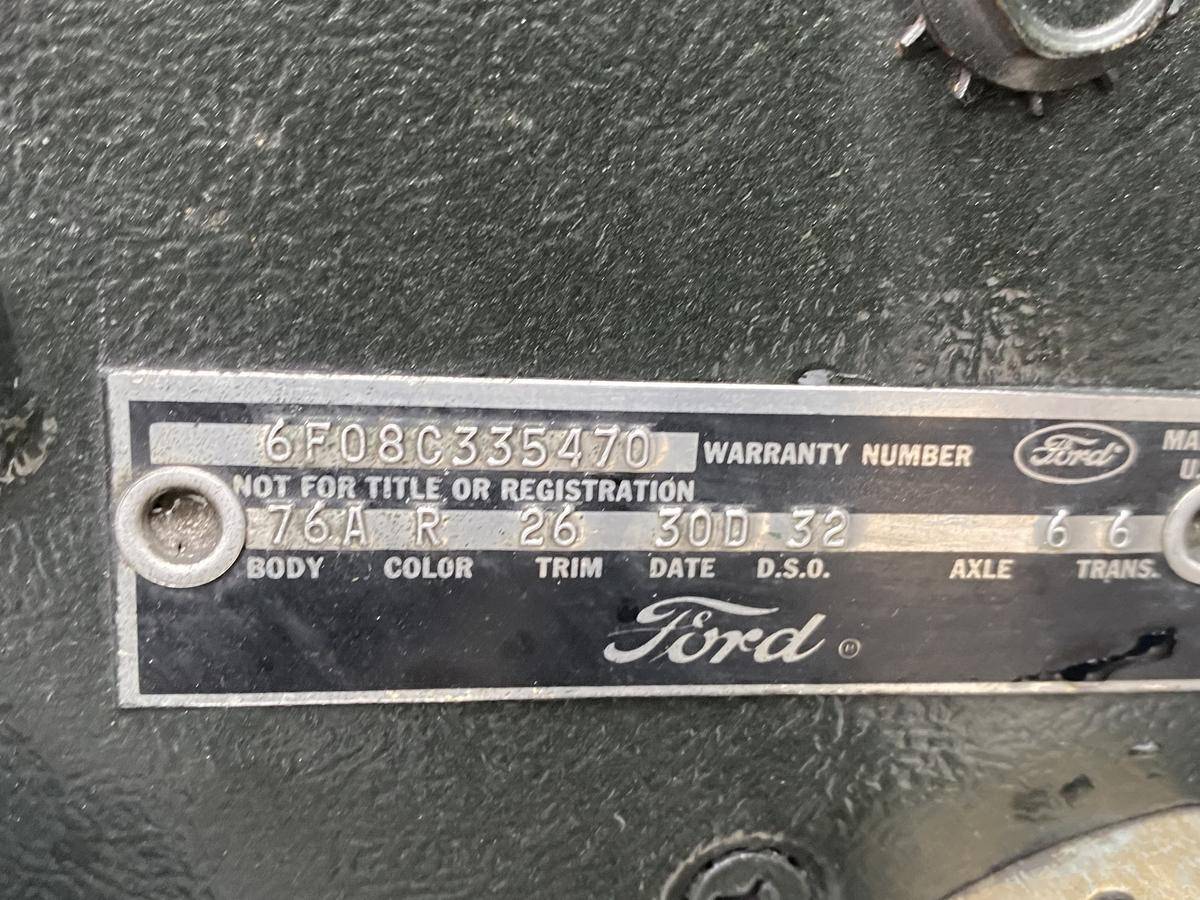 6F08C335470 WARRANTY NUMBER Ford MA
NOT FOR TITLE OR REGISTRATION U
76A R 26 30D 32 6 6
BODY COLOR TRIM DATE D.S.O. AXLE TRANS.
Ford